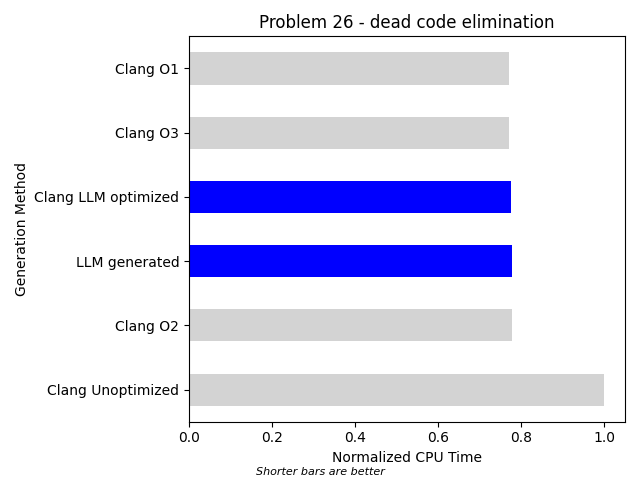 Problem 26 - dead code elimination
Clang O1
Clang O3
Clang LLM optimized
LLM generated
Clang O2
Clang Unoptimized
Generation Method
0.0 0.2 0.4 0.6 0.8 1.0
Normalized CPU Time
Shorter bars are better